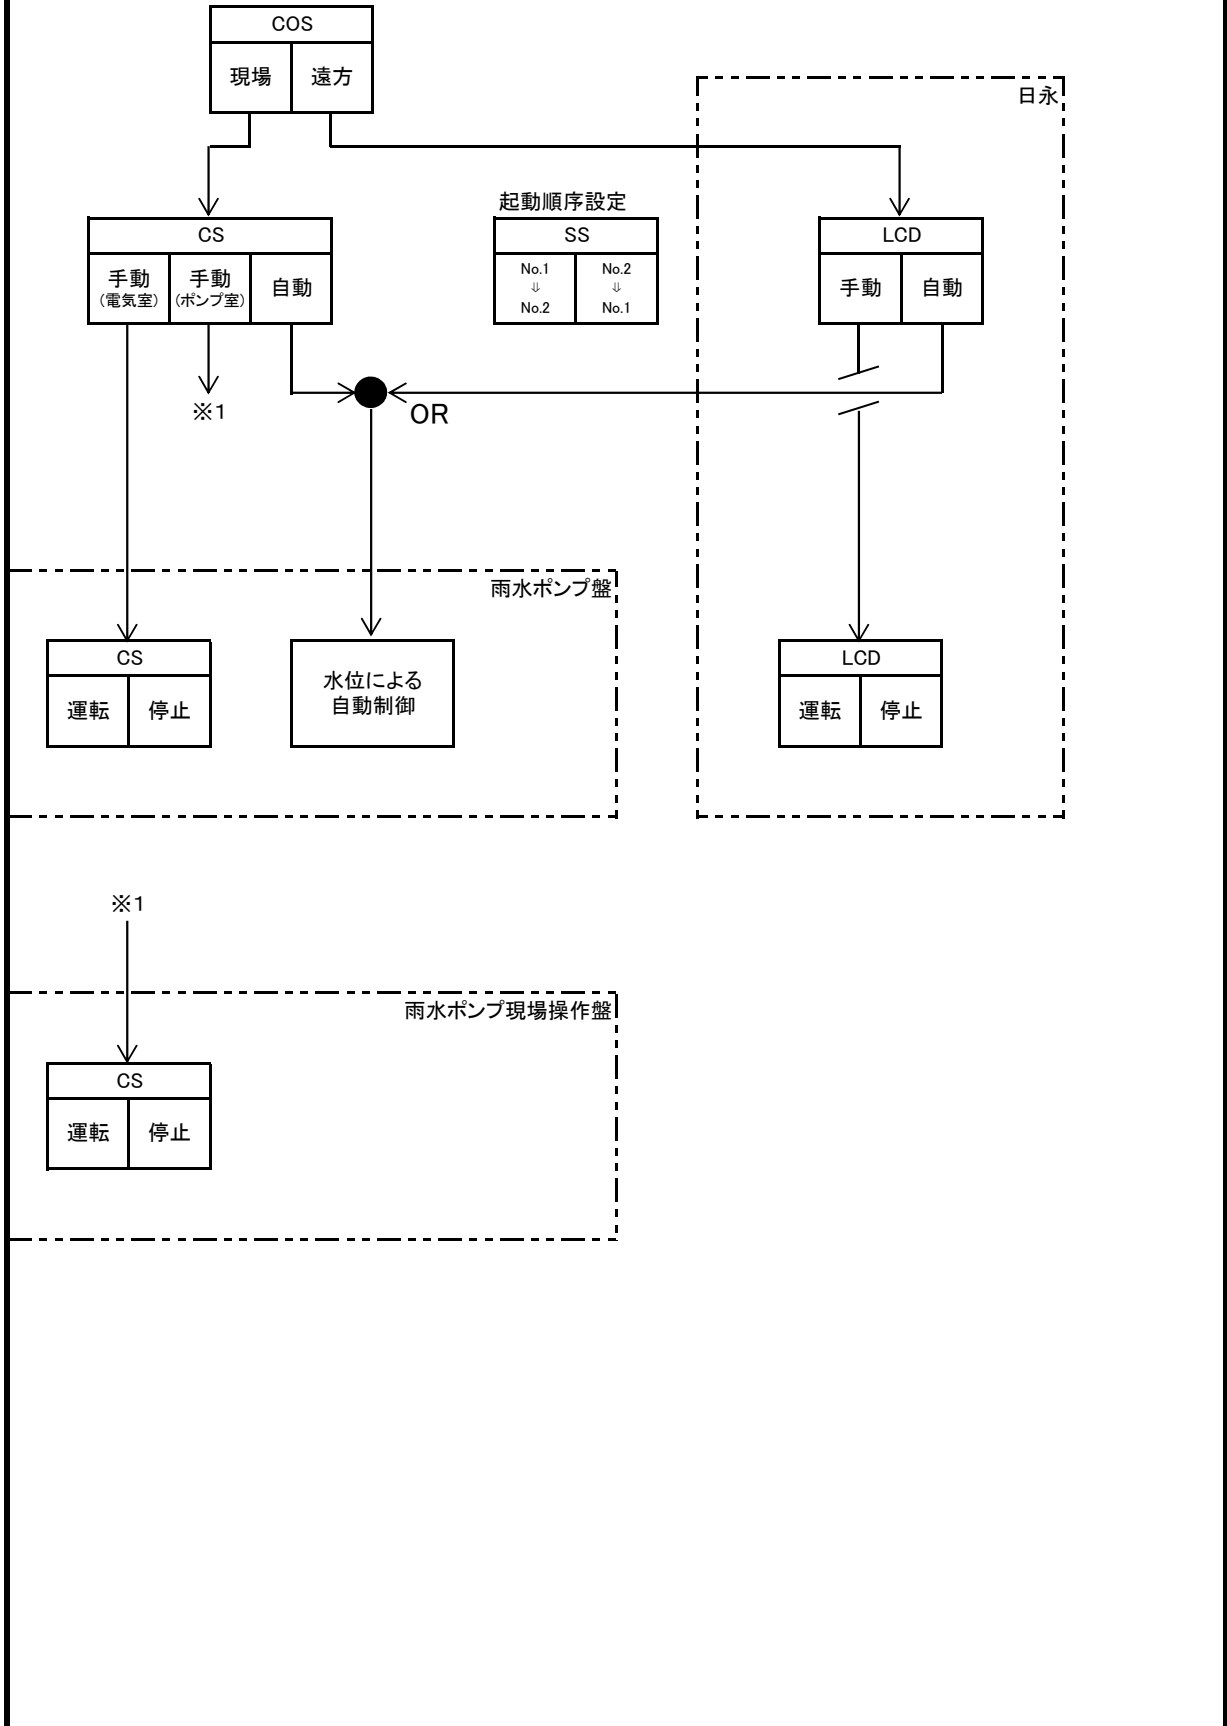 COS
現場 遠方
日永
起動順序設定
CS
手動
(電気室)
手動
(ポンプ室)
自動
SS
No.1
⇓
No.2
No.2
⇓
No.1
LCD
手動 自動
※1
OR
雨水ポンプ盤
CS
運転 停止
水位による
自動制御
LCD
運転 停止
※1
雨水ポンプ現場操作盤
CS
運転 停止